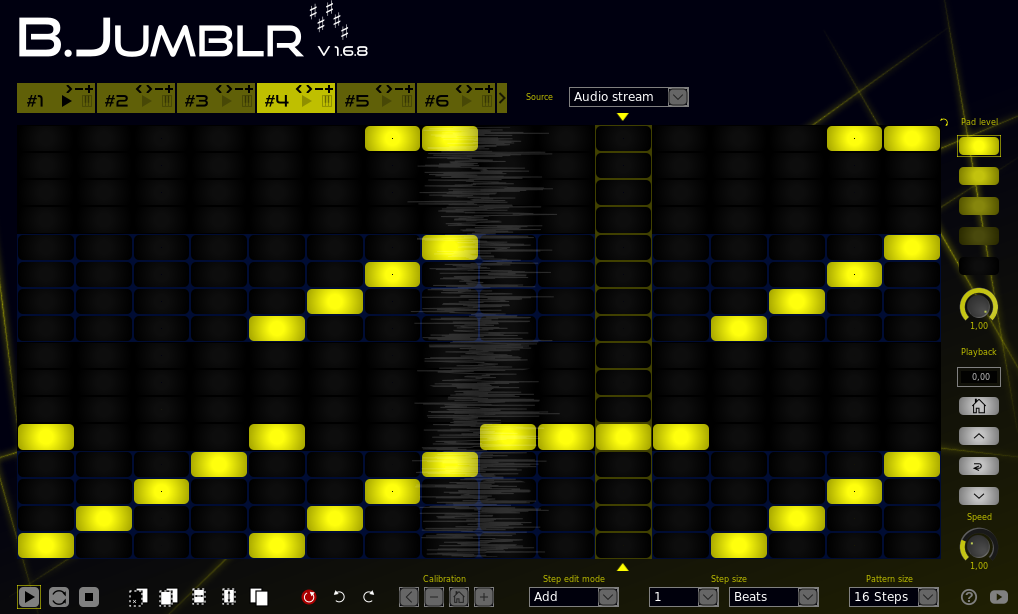 B.JUMBLR V 1.6.8
#1 #2 #3 #4 #5 #6 Source Audio stream
Pad level
1,00
Playback
0,00
Speed
1,00
Calibration Step edit mode Step size Pattern size
Add 1 Beats 16 Steps